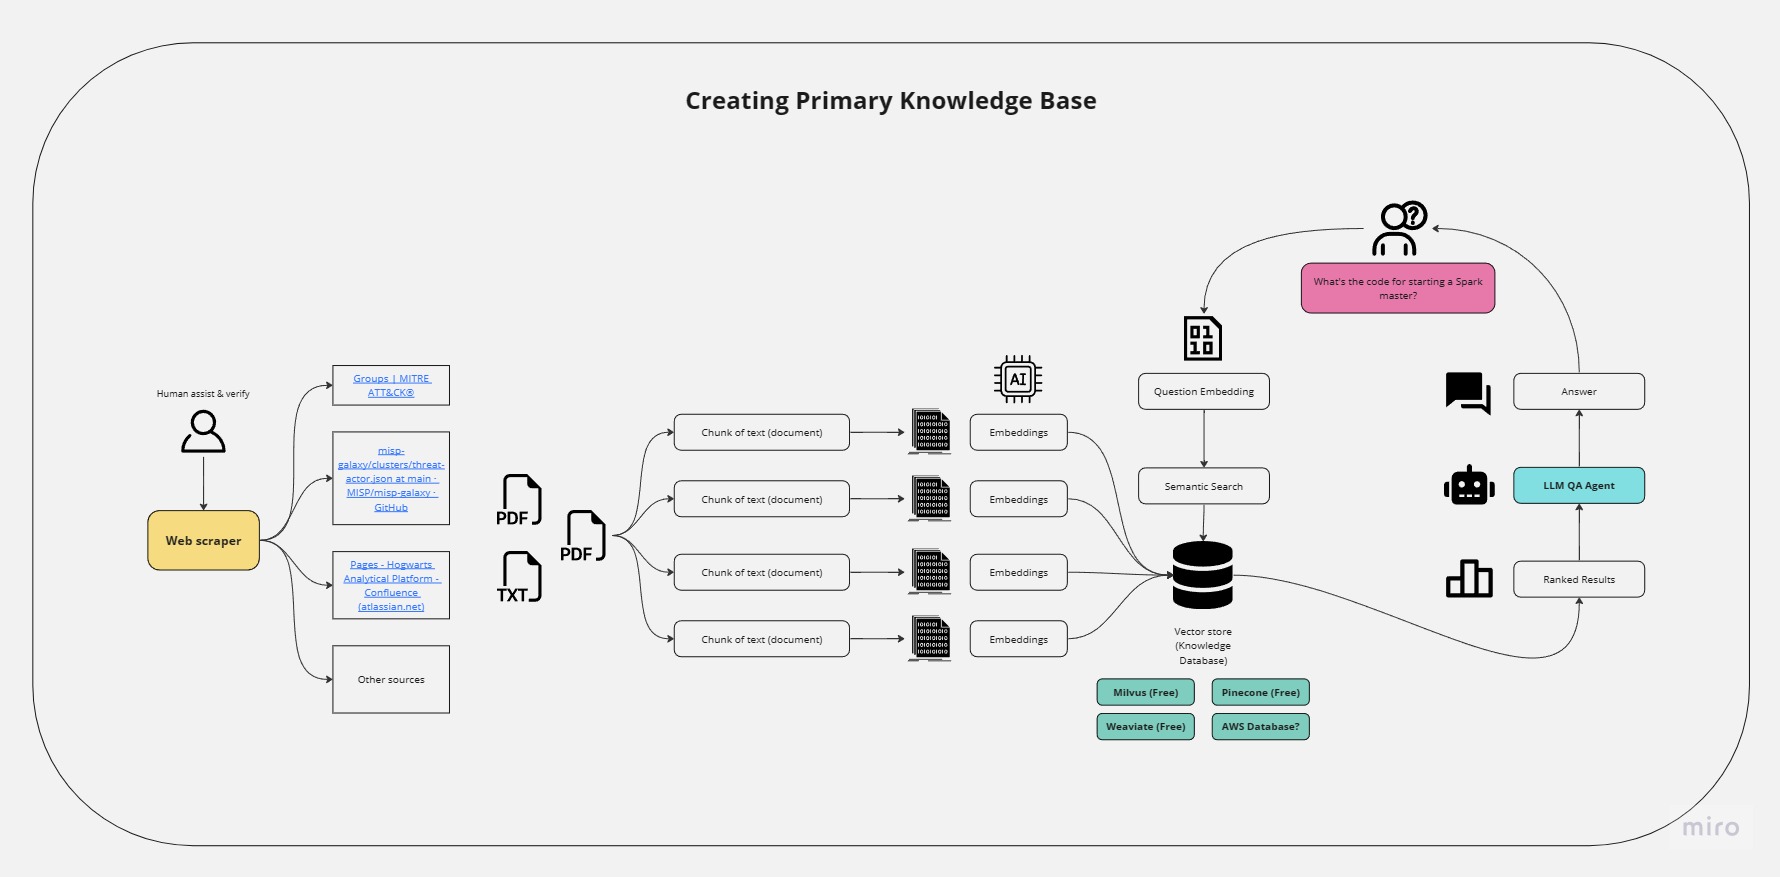 Creating Primary Knowledge Base
Human assist & verify
Web scraper
Groups | MITRE
ATT&CK®
misp-
galaxy/clusters/threat-
actor.json at main ·
MISP/misp-galaxy ·
GitHub
Pages - Hogwarts
Analytical Platform -
Confluence
(atlassian.net)
Other sources
PDF
TXT
PDF
Chunk of text (document)
Chunk of text (document)
Chunk of text (document)
Chunk of text (document)
AI
Embeddings
Embeddings
Embeddings
Embeddings
01
10
Question Embedding
Semantic Search
Vector store
(Knowledge
Database)
Milvus (Free)
Pinecone (Free)
Weaviate (Free)
AWS Database?
?
What's the code for starting a Spark
master?
Answer
LLM QA Agent
Ranked Results
miro